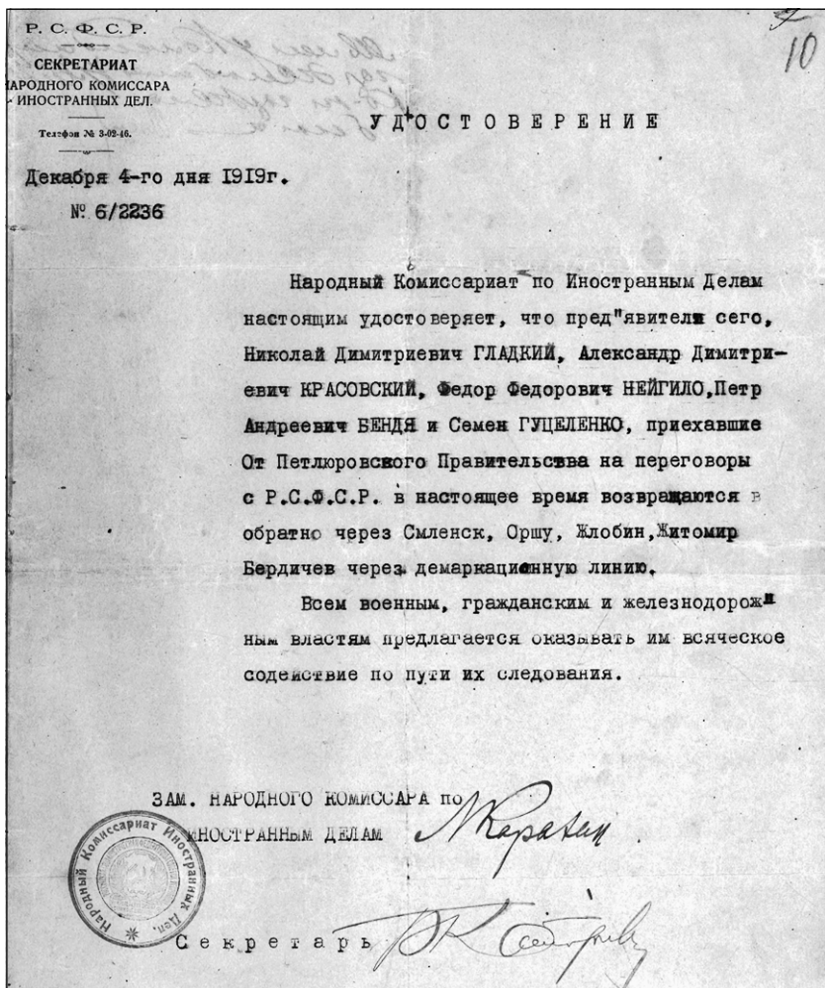 Р. С. Ф. С. Р.
СЕКРЕТАРИАТ
НАРОДНОГО КОМИССАРА
ИНОСТРАННЫХ ДЕЛ.
Телефон № 3-02-46.
Декабря 4-го дня 1919г.
№ 6/2236
10
УДОСТОВЕРЕНИЕ
Народный Комиссариат по Иностранным Делам
настоящим удостоверяет, что пред"явители сего,
Николай Димитриевич ГЛАДКИЙ, Александр Димитри-
евич КРАСОВСКИЙ, Федор Федорович НЕЙГИЛО,Петр
Андреевич БЕНДЯ и Семен ГУЦЕЛЕНКО, приехавшие
От Петлюровского Правительства на переговоры
с Р.С.Ф.С.Р. в настоящее время возвращаются в
обратно через Смленск, Оршу, Жлобин,Житомир
Бердичев через демаркационную линию.
Всем военным, гражданским и железнодорож
ным властям предлагается оказывать им всяческое
содействие по пути их следования.
ЗАМ. НАРОДНОГО КОМИССАРА по
ИНОСТРАННЫМ ДЕЛАМ
Л Карахан
Народный Комиссариат Иностранных Дел.
Секретарь